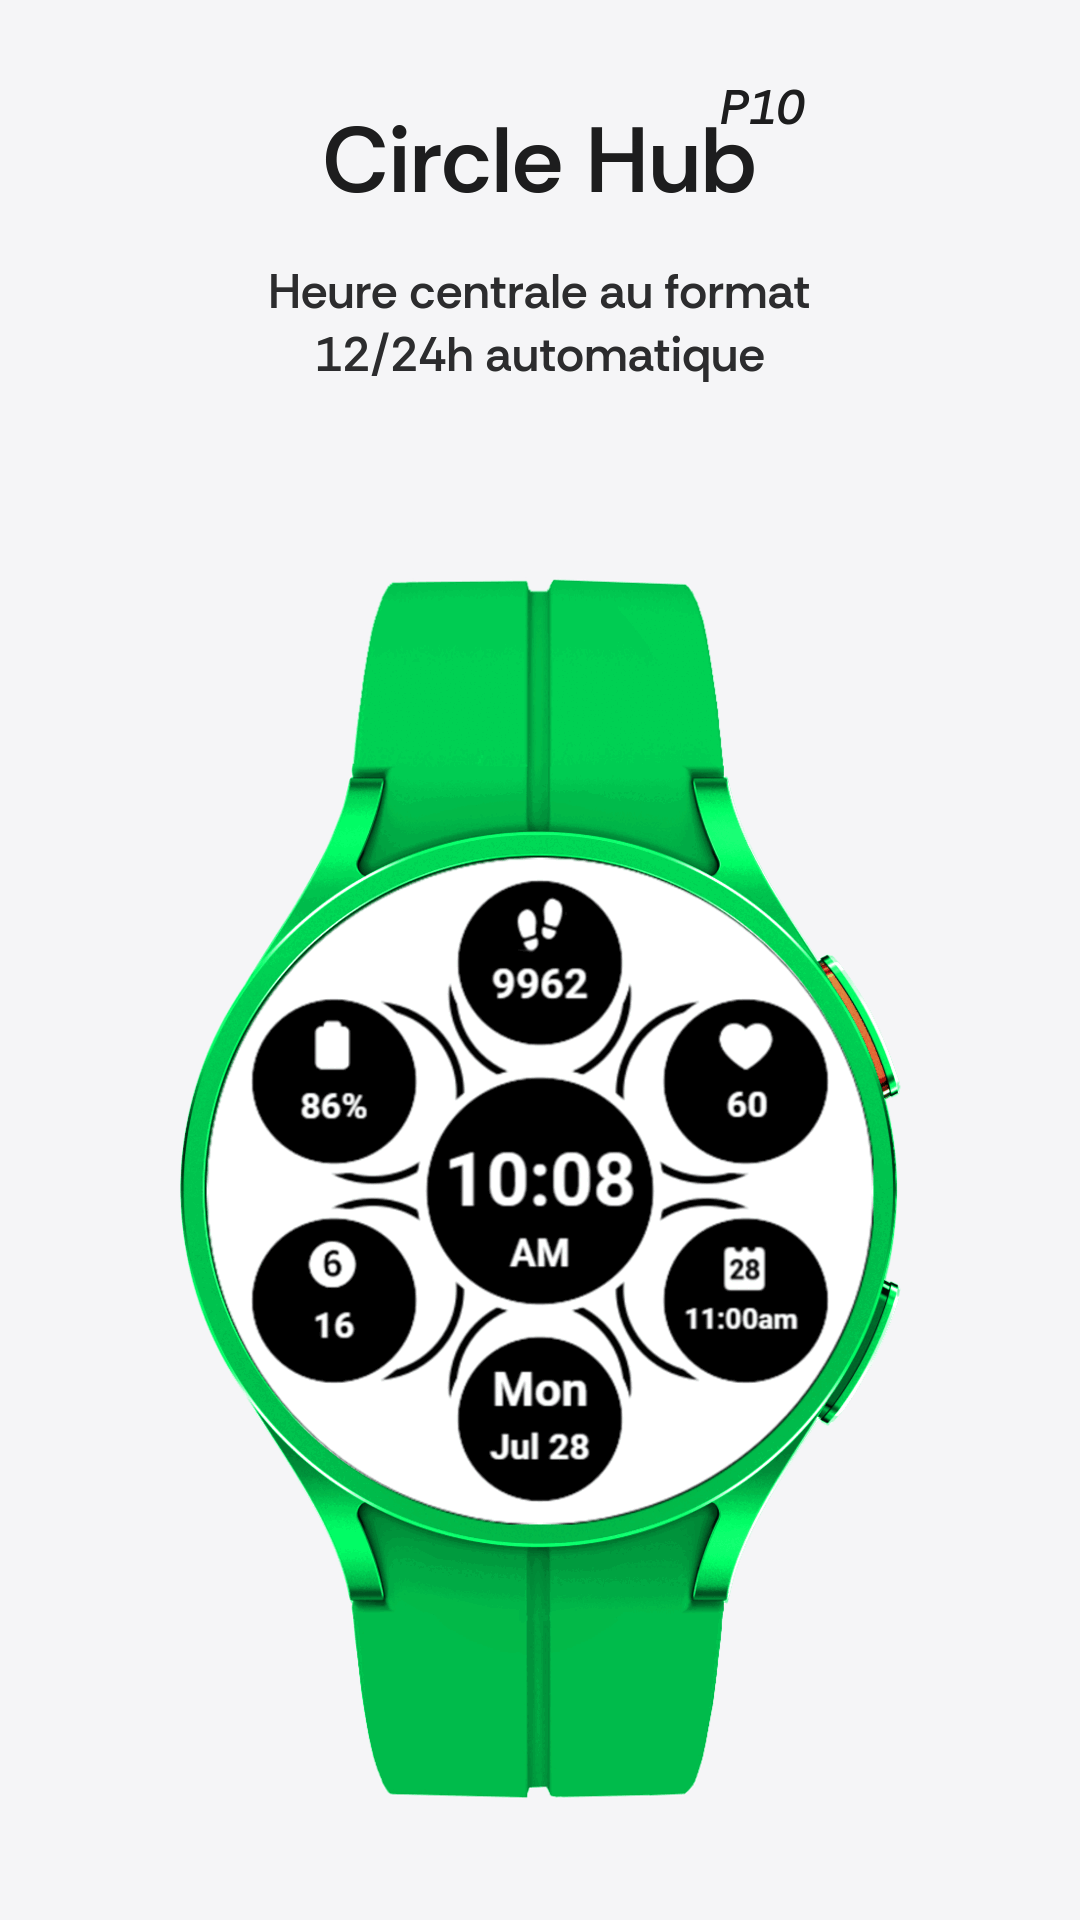 P10
Circle Hub
Heure centrale au format
12/24h automatique
9962
86%
60
10:08
AM
6
16
28
11:00am
Mon
Jul 28